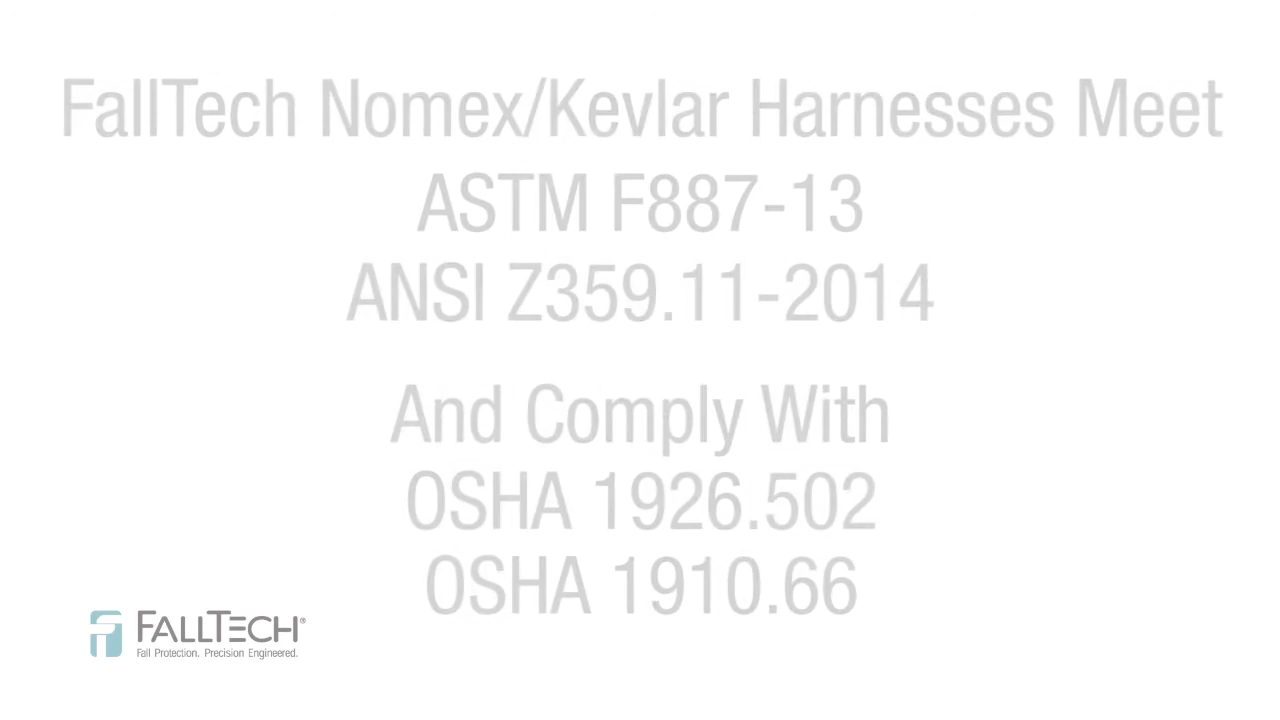 FallTech Nomex/Kevlar Harnesses Meet
ASTM F887-13
ANSI Z359.11-2014
And Comply With
OSHA 1926.502
OSHA 1910.66
FALLTECH®
Fall Protection. Precision Engineered.